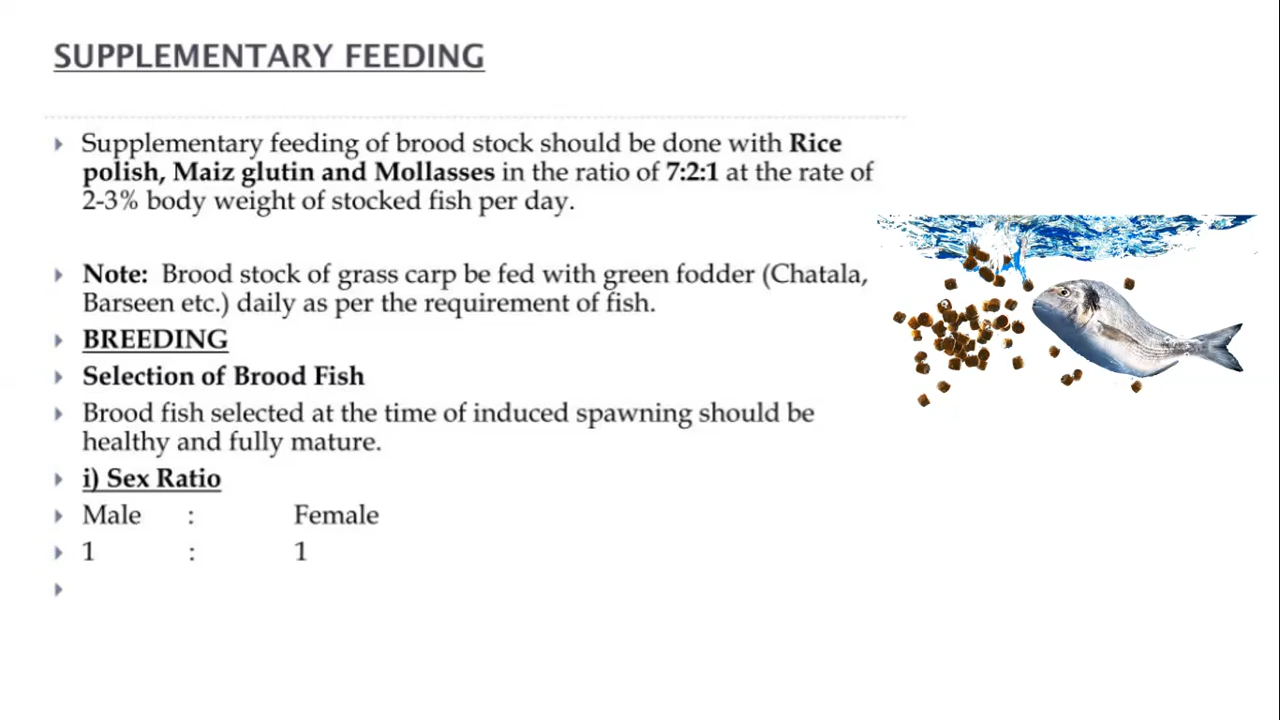 SUPPLEMENTARY FEEDING
Supplementary feeding of brood stock should be done with Rice
polish, Maiz glutin and Mollasses in the ratio of 7:2:1 at the rate of
2-3% body weight of stocked fish per day.
Note: Brood stock of grass carp be fed with green fodder (Chatala,
Barseen etc.) daily as per the requirement of fish.
BREEDING
Selection of Brood Fish
Brood fish selected at the time of induced spawning should be
healthy and fully mature.
i) Sex Ratio
Male : Female
1 : 1